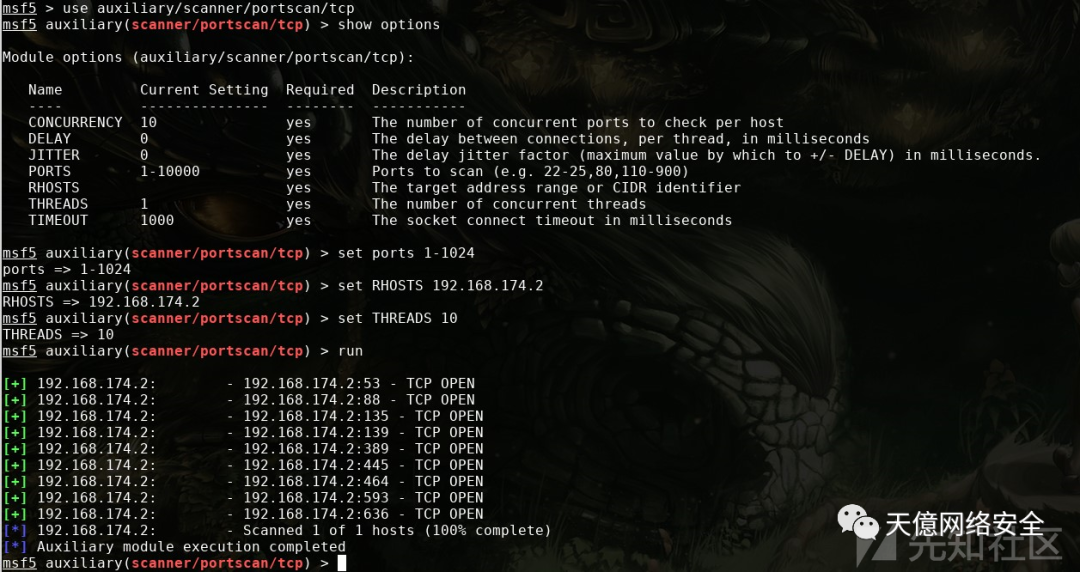 msf5 > use auxiliary/scanner/portscan/tcp
msf5 auxiliary(scanner/portscan/tcp) > show options
Module options (auxiliary/scanner/portscan/tcp):
Name Current Setting Required Description
---- --------------- -------- -----------
CONCURRENCY 10 yes The number of concurrent ports to check per host
DELAY 0 yes The delay between connections, per thread, in milliseconds
JITTER 0 yes The delay jitter factor (maximum value by which to +/- DELAY) in milliseconds.
PORTS 1-10000 yes Ports to scan (e.g. 22-25,80,110-900)
RHOSTS yes The target address range or CIDR identifier
THREADS 1 yes The number of concurrent threads
TIMEOUT 1000 yes The socket connect timeout in milliseconds
msf5 auxiliary(scanner/portscan/tcp) > set ports 1-1024
ports => 1-1024
msf5 auxiliary(scanner/portscan/tcp) > set RHOSTS 192.168.174.2
RHOSTS => 192.168.174.2
msf5 auxiliary(scanner/portscan/tcp) > set THREADS 10
THREADS => 10
msf5 auxiliary(scanner/portscan/tcp) > run
[+] 192.168.174.2: - 192.168.174.2:53 - TCP OPEN
[+] 192.168.174.2: - 192.168.174.2:88 - TCP OPEN
[+] 192.168.174.2: - 192.168.174.2:135 - TCP OPEN
[+] 192.168.174.2: - 192.168.174.2:139 - TCP OPEN
[+] 192.168.174.2: - 192.168.174.2:389 - TCP OPEN
[+] 192.168.174.2: - 192.168.174.2:445 - TCP OPEN
[+] 192.168.174.2: - 192.168.174.2:464 - TCP OPEN
[+] 192.168.174.2: - 192.168.174.2:593 - TCP OPEN
[+] 192.168.174.2: - 192.168.174.2:636 - TCP OPEN
[*] 192.168.174.2: - Scanned 1 of 1 hosts (100% complete)
[*] Auxiliary module execution completed
msf5 auxiliary(scanner/portscan/tcp) >
天億网络安全
先知社区